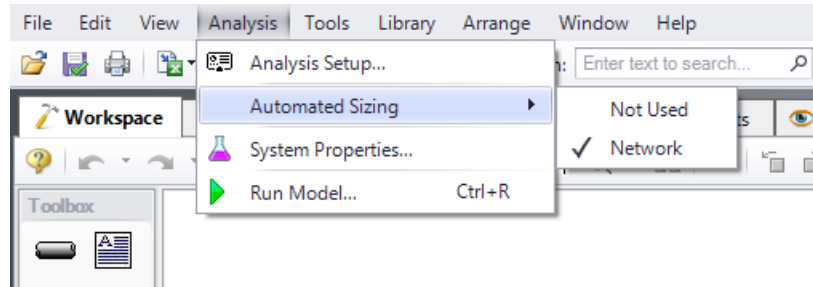 File Edit View Analysis Tools Library Arrange Window Help
Analysis Setup...
Enter text to search...
Automated Sizing
Not Used
Workspace
System Properties...
Network
Run Model... Ctrl+R
Toolbox